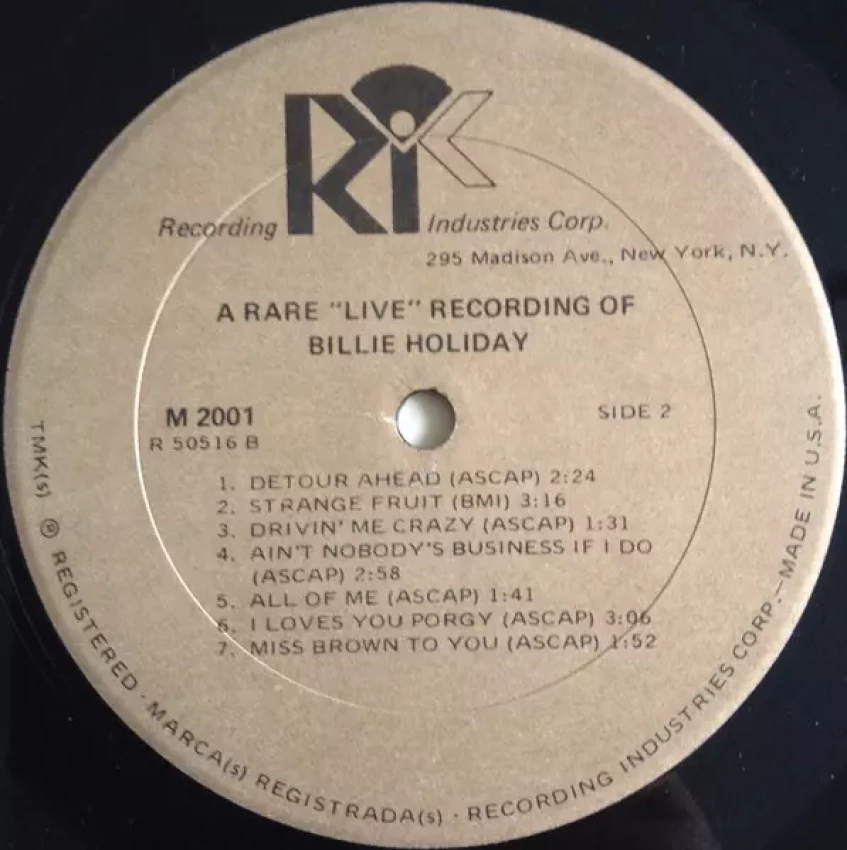 RIC
Recording Industries Corp.
295 Madison Ave., New York, N.Y.
A RARE "LIVE" RECORDING OF
BILLIE HOLIDAY
M 2001
SIDE 2
R 50516 B
1. DETOUR AHEAD (ASCAP) 2:24
2. STRANGE FRUIT (BMI) 3:16
3. DRIVIN' ME CRAZY (ASCAP) 1:31
4. AIN'T NOBODY'S BUSINESS IF I DO
(ASCAP) 2:58
5. ALL OF ME (ASCAP) 1:41
6. I LOVES YOU PORGY (ASCAP) 3:06
7. MISS BROWN TO YOU (ASCAP) 1:52
TMK(s) ® REGISTERED · MARCA(s) REGISTRADA(s) · RECORDING INDUSTRIES CORP.—MADE IN U.S.A.